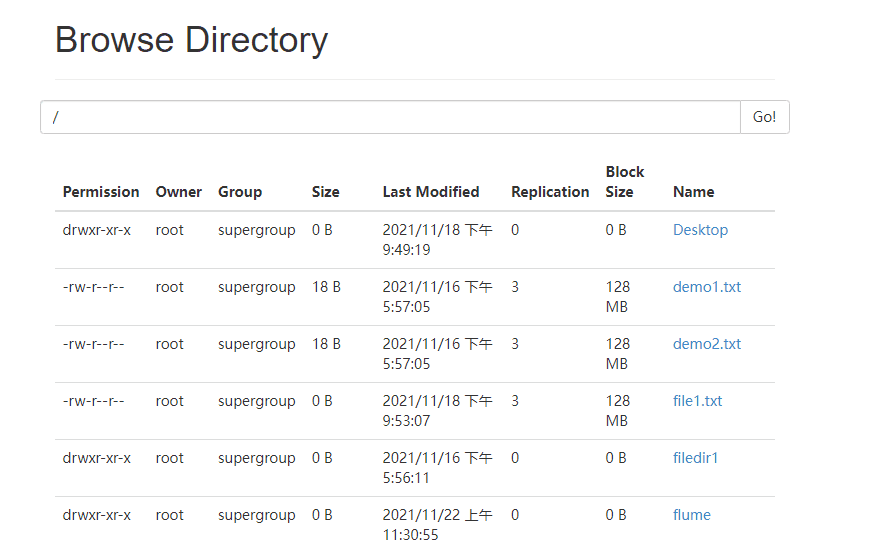 Browse Directory
/ Go!
Permission Owner Group Size Last Modified Replication Block Size Name
drwxr-xr-x root supergroup 0 B 2021/11/18 下午 9:49:19 0 0 B Desktop
-rw-r--r-- root supergroup 18 B 2021/11/16 下午 5:57:05 3 128 MB demo1.txt
-rw-r--r-- root supergroup 18 B 2021/11/16 下午 5:57:05 3 128 MB demo2.txt
-rw-r--r-- root supergroup 0 B 2021/11/18 下午 9:53:07 3 128 MB file1.txt
drwxr-xr-x root supergroup 0 B 2021/11/16 下午 5:56:11 0 0 B filedir1
drwxr-xr-x root supergroup 0 B 2021/11/22 上午 11:30:55 0 0 B flume